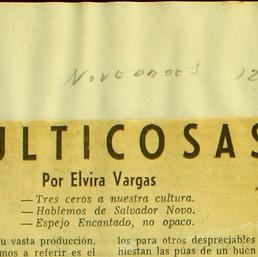 Novedades 12
ULTICOSAS
Por Elvira Vargas
— Tres ceros a nuestra cultura.
— Hablemos de Salvador Novo.
— Espejo Encantado, no opaco.
u vasta producción,
mos a referir es el
los para otros despreciables
hiestan las púas de un buen